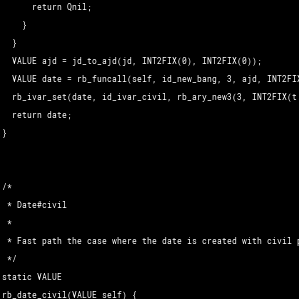 return Qnil;
}
}
VALUE ajd = jd_to_ajd(jd, INT2FIX(0), INT2FIX(0));
VALUE date = rb_funcall(self, id_new_bang, 3, ajd, INT2FIX
rb_ivar_set(date, id_ivar_civil, rb_ary_new3(3, INT2FIX(t
return date;
}
/*
* Date#civil
*
* Fast path the case where the date is created with civil p
*/
static VALUE
rb_date_civil(VALUE self) {